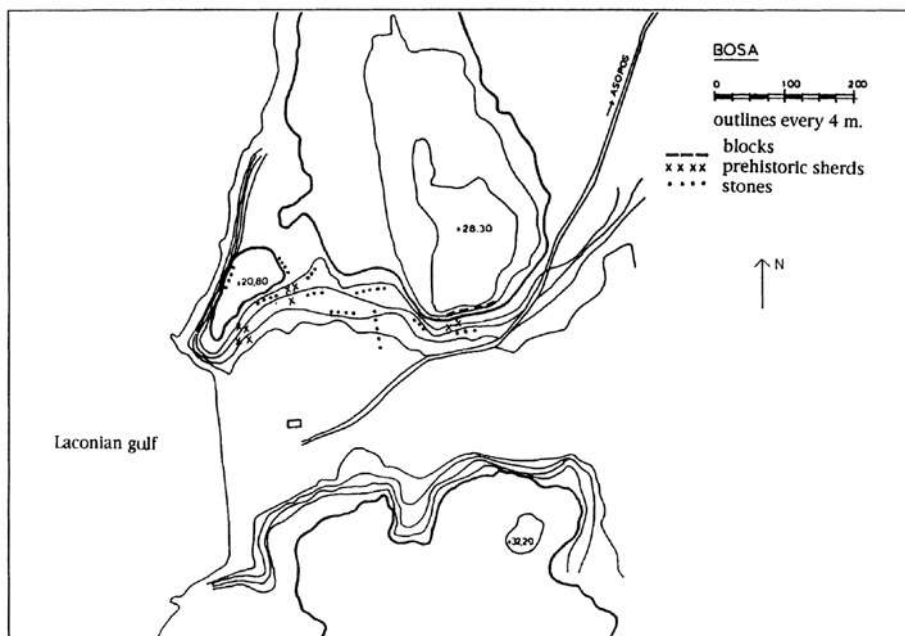 BOSA
0 100 200
outlines every 4 m.
blocks
x x x x prehistoric sherds
stones
→ ASOPOS
+28.30
+20,80
N
Laconian gulf
+32,20